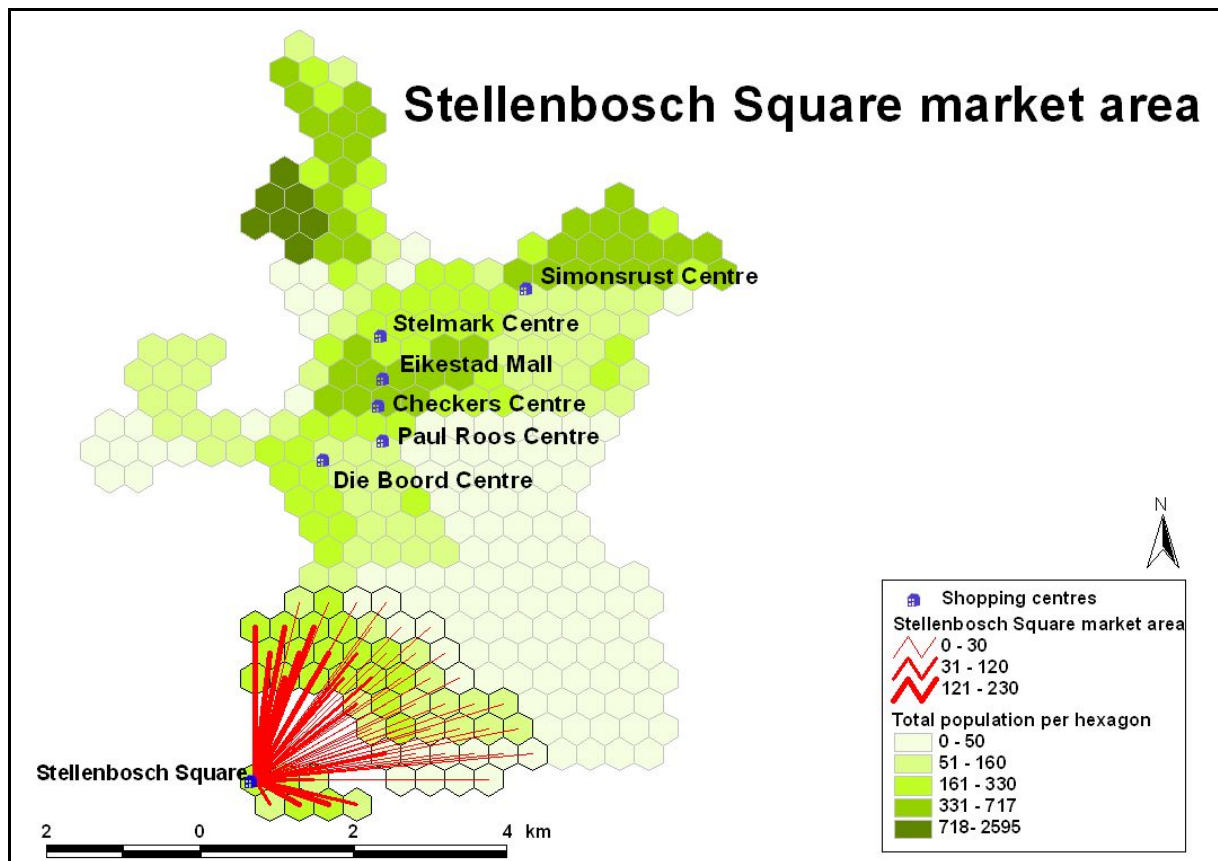 Stellenbosch Square market area
Simonsrust Centre
Stelmark Centre
Eikestad Mall
Checkers Centre
Paul Roos Centre
Die Boord Centre
Stellenbosch Square
2 0 2 4 km
N
Shopping centres
Stellenbosch Square market area
0 - 30
31 - 120
121 - 230
Total population per hexagon
0 - 50
51 - 160
161 - 330
331 - 717
718- 2595